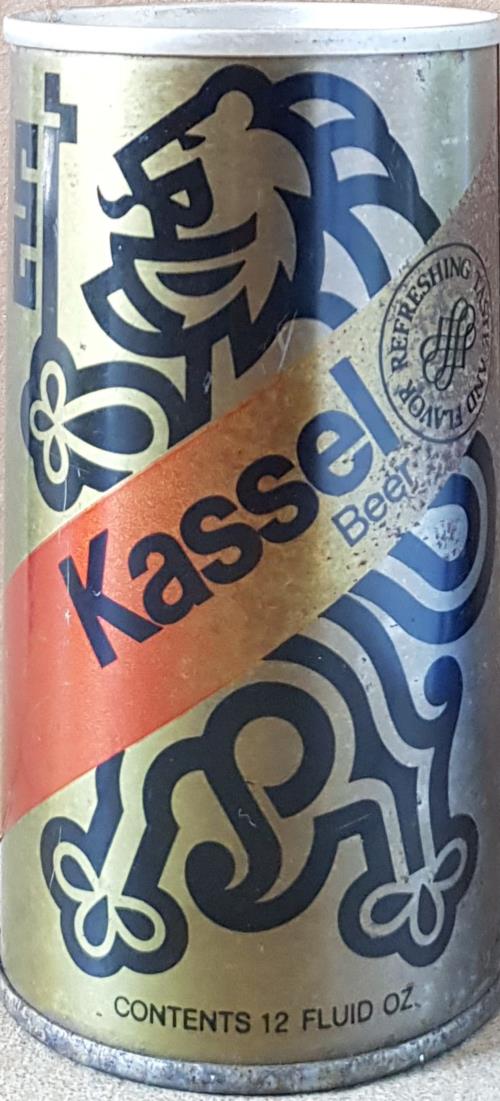 REFRESHING TASTE AND FLAVOR
Kassel
Beer
CONTENTS 12 FLUID OZ.